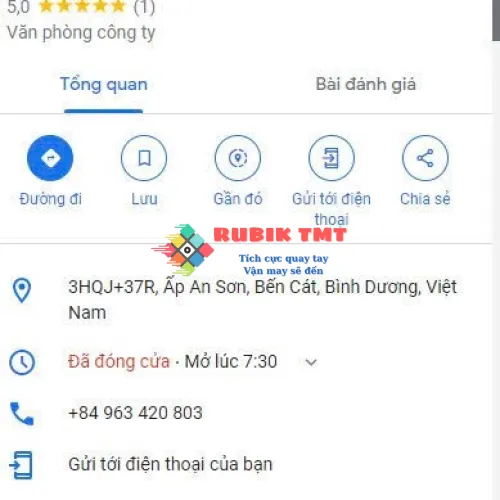 5,0 ★★★★★ (1)
Văn phòng công ty
Tổng quan
Bài đánh giá
Đường đi
Lưu
Gần đó
Gửi tới điện
thoại
Chia sẻ
RUBIK TMT
Tích cực quay tay
Vận may sẽ đến
3HQJ+37R, Ấp An Sơn, Bến Cát, Bình Dương, Việt
Nam
Đã đóng cửa · Mở lúc 7:30
+84 963 420 803
Gửi tới điện thoại của bạn